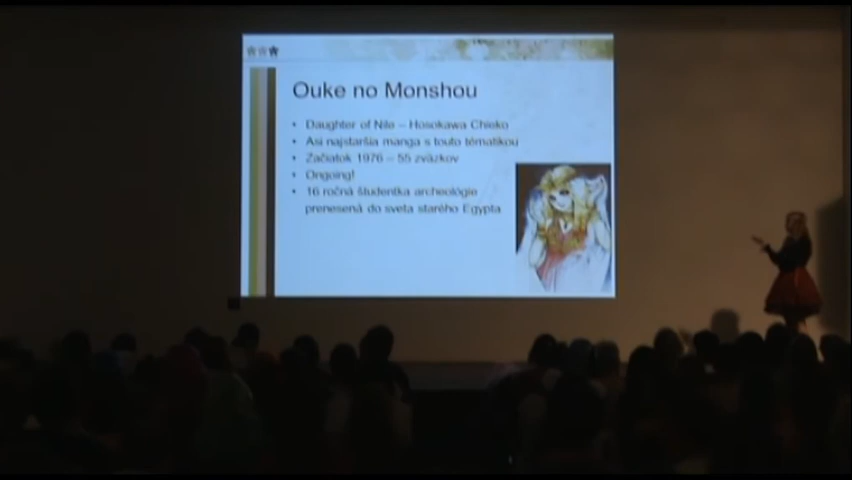 Ouke no Monshou
• Daughter of Nile – Hosokawa Chieko
• Asi najstaršia manga s touto tématikou
• Začiatok 1976 – 55 zväzkov
• Ongoing!
• 16 ročná študentka archeológie
prenesená do sveta starého Egypta